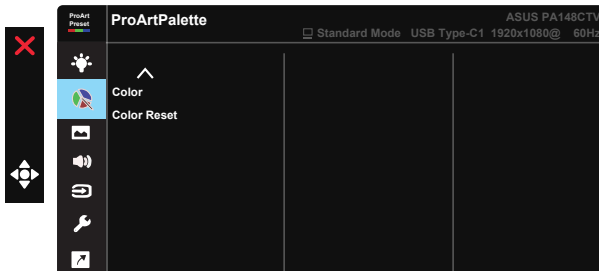 ProArt
Preset
ProArtPalette
ASUS PA148CTV
Standard Mode USB Type-C1 1920x1080@ 60Hz
Color
Color Reset